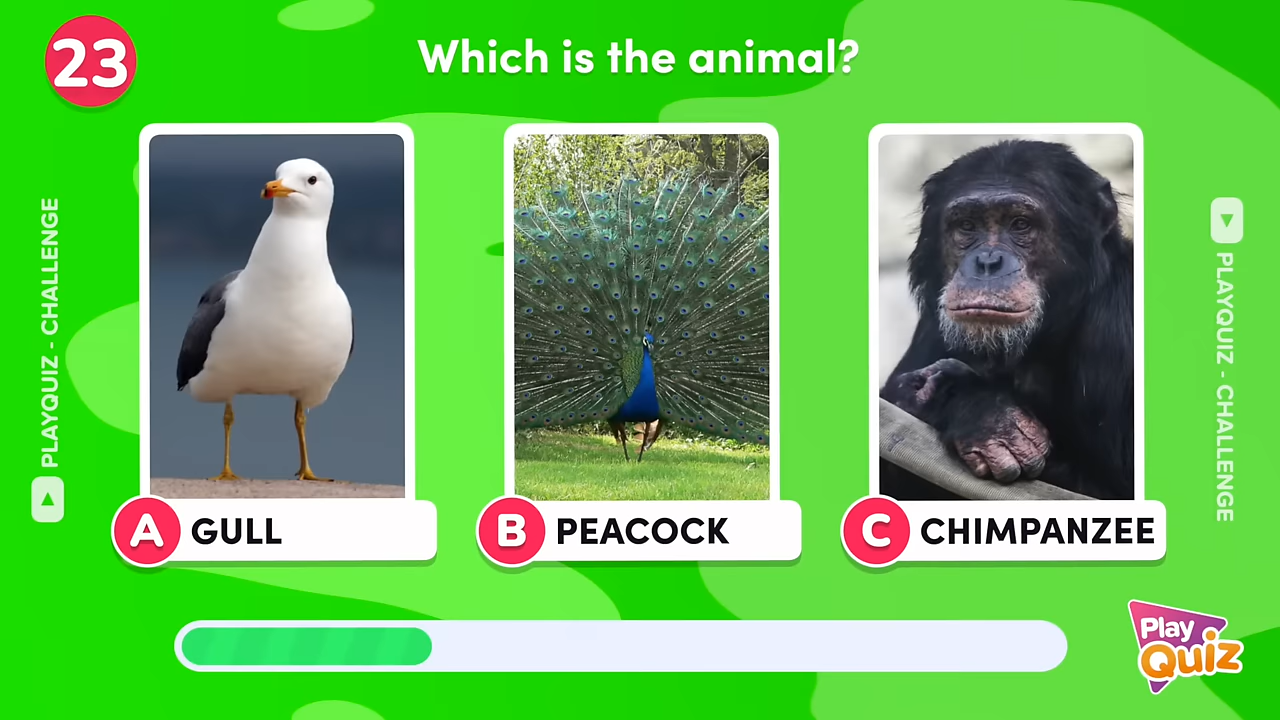 23
Which is the animal?
PLAYQUIZ - CHALLENGE
PLAYQUIZ - CHALLENGE
A GULL
B PEACOCK
C CHIMPANZEE
Play
Quiz